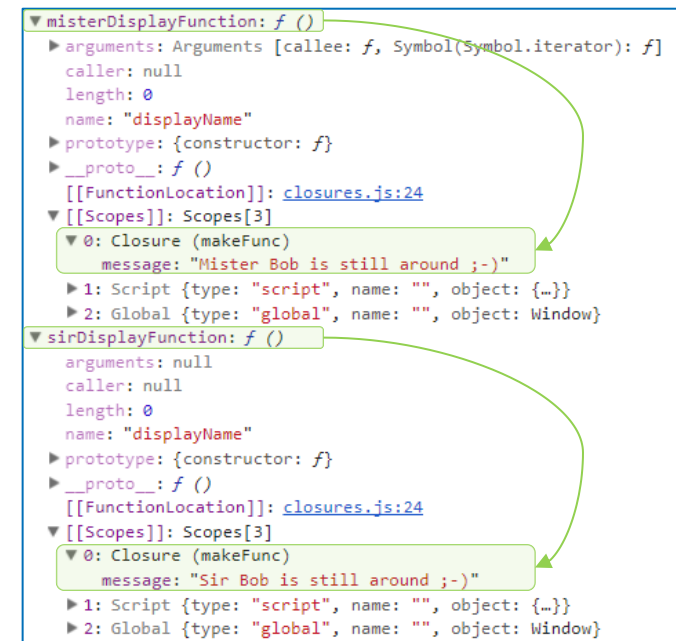 ▼ misterDisplayFunction: ƒ ()
▶ arguments: Arguments [callee: ƒ, Symbol(Symbol.iterator): ƒ]
caller: null
length: 0
name: "displayName"
▶ prototype: {constructor: ƒ}
▶ __proto__: ƒ ()
[[FunctionLocation]]: closures.js:24
▼ [[Scopes]]: Scopes[3]
▼ 0: Closure (makeFunc)
message: "Mister Bob is still around ;-)"
▶ 1: Script {type: "script", name: "", object: {…}}
▶ 2: Global {type: "global", name: "", object: Window}
▼ sirDisplayFunction: ƒ ()
arguments: null
caller: null
length: 0
name: "displayName"
▶ prototype: {constructor: ƒ}
▶ __proto__: ƒ ()
[[FunctionLocation]]: closures.js:24
▼ [[Scopes]]: Scopes[3]
▼ 0: Closure (makeFunc)
message: "Sir Bob is still around ;-)"
▶ 1: Script {type: "script", name: "", object: {…}}
▶ 2: Global {type: "global", name: "", object: Window}